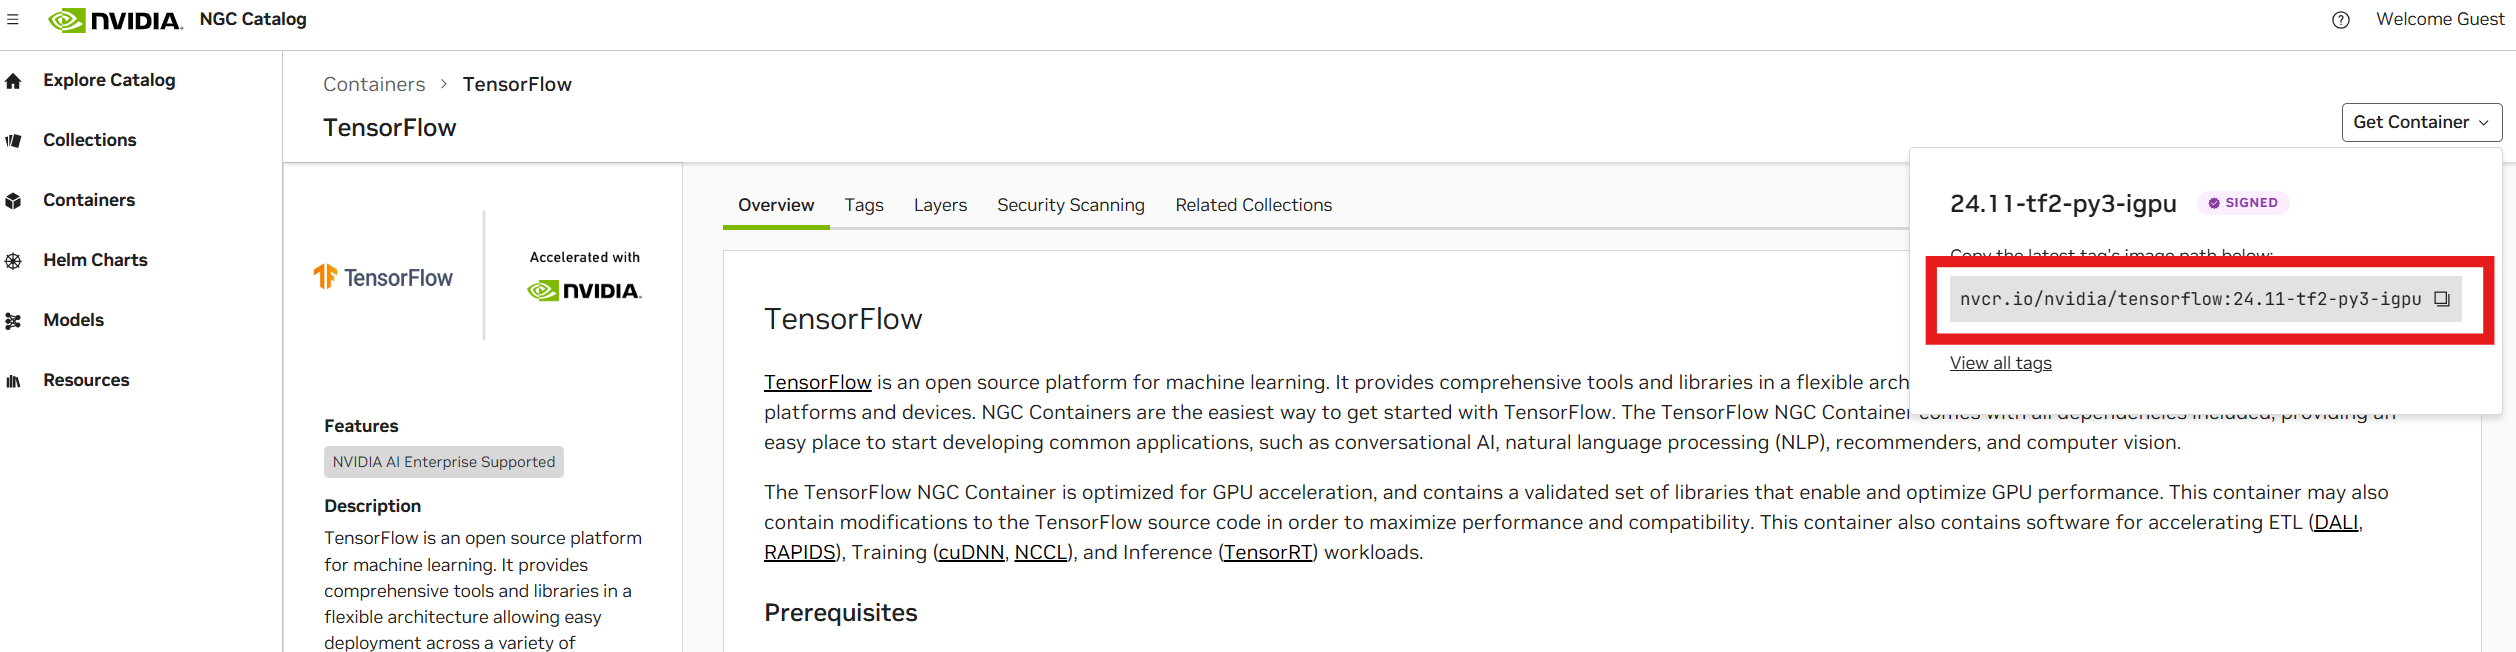 NVIDIA. NGC Catalog
Welcome Guest
Explore Catalog
Collections
Containers
Helm Charts
Models
Resources
Containers > TensorFlow
TensorFlow
Get Container
24.11-tf2-py3-igpu SIGNED
Copy the latest tag's image path below:
nvcr.io/nvidia/tensorflow:24.11-tf2-py3-igpu
View all tags
TensorFlow
Accelerated with
NVIDIA.
Features
NVIDIA AI Enterprise Supported
Description
TensorFlow is an open source platform
for machine learning. It provides
comprehensive tools and libraries in a
flexible architecture allowing easy
deployment across a variety of
Overview Tags Layers Security Scanning Related Collections
TensorFlow
TensorFlow is an open source platform for machine learning. It provides comprehensive tools and libraries in a flexible arch
platforms and devices. NGC Containers are the easiest way to get started with TensorFlow. The TensorFlow NGC Container comes with all dependencies included, providing an
easy place to start developing common applications, such as conversational AI, natural language processing (NLP), recommenders, and computer vision.
The TensorFlow NGC Container is optimized for GPU acceleration, and contains a validated set of libraries that enable and optimize GPU performance. This container may also
contain modifications to the TensorFlow source code in order to maximize performance and compatibility. This container also contains software for accelerating ETL (DALI,
RAPIDS), Training (cuDNN, NCCL), and Inference (TensorRT) workloads.
Prerequisites